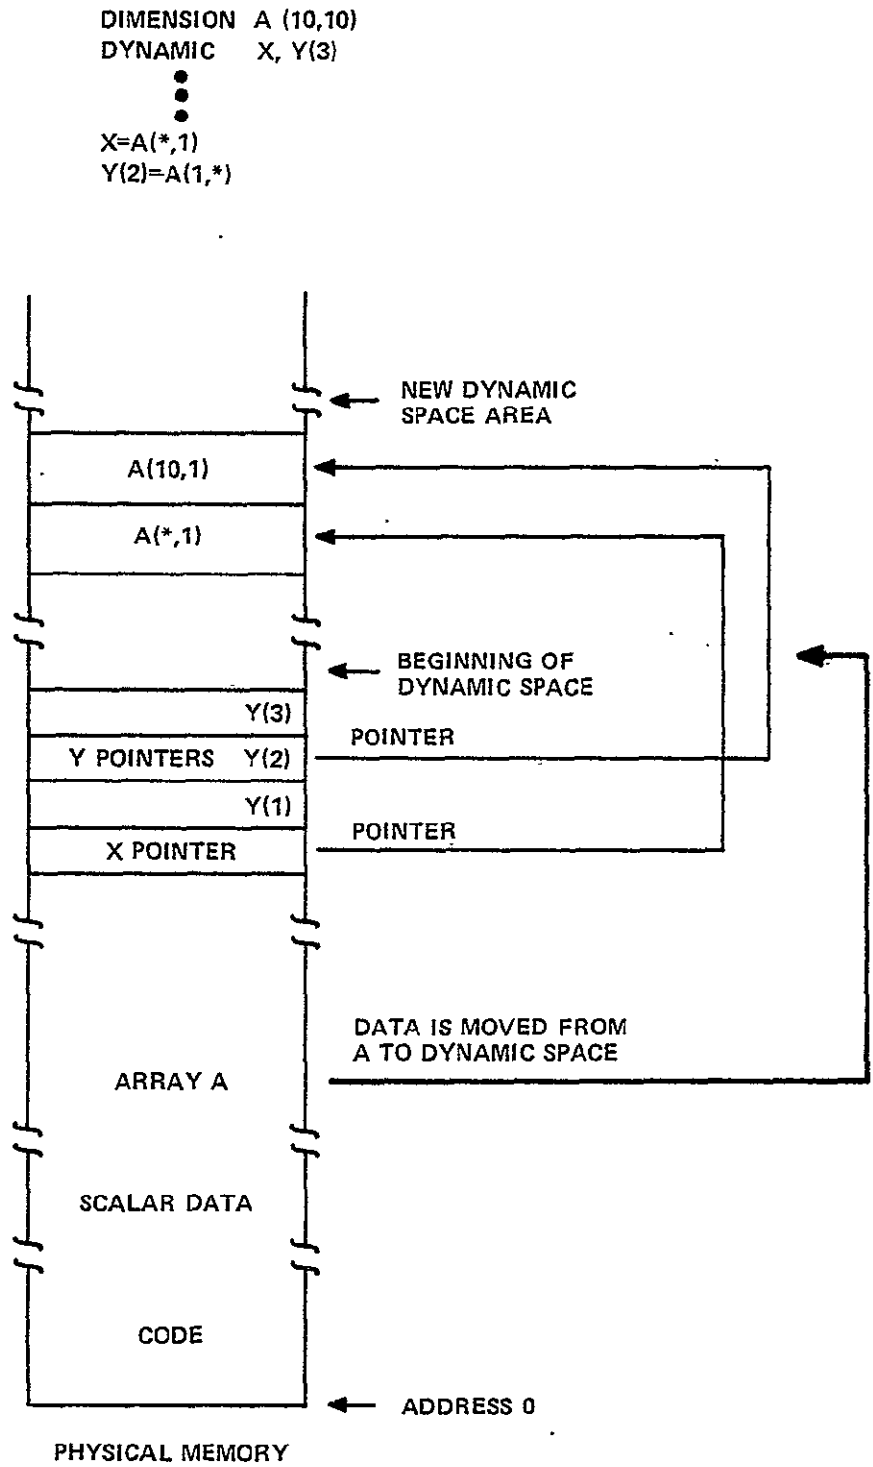 DIMENSION A (10,10)
DYNAMIC X, Y(3)
X=A(*,1)
Y(2)=A(1,*)
NEW DYNAMIC
SPACE AREA
A(10,1)
A(*,1)
BEGINNING OF
DYNAMIC SPACE
Y(3)
POINTER
Y POINTERS Y(2)
Y(1)
POINTER
X POINTER
DATA IS MOVED FROM
A TO DYNAMIC SPACE
ARRAY A
SCALAR DATA
CODE
ADDRESS 0
PHYSICAL MEMORY